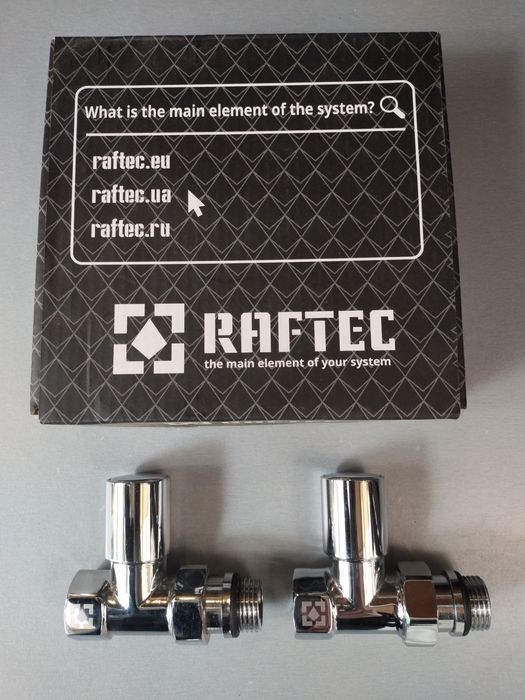 What is the main element of the system?
raftec.eu
raftec.ua
raftec.ru
RAFTEC
the main element of your system